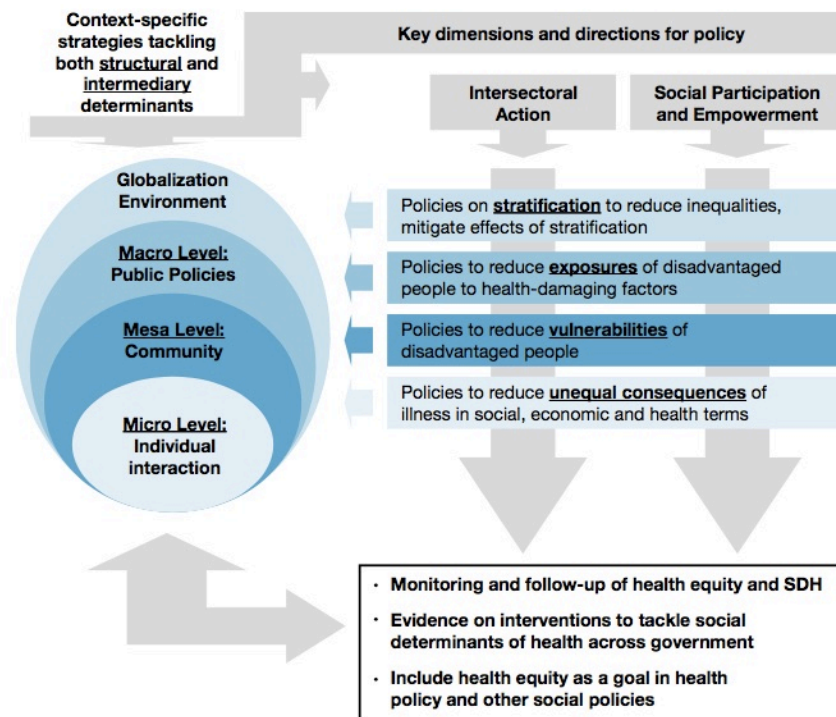 Context-specific
strategies tackling
both structural and
intermediary
determinants
Key dimensions and directions for policy
Intersectoral
Action
Social Participation
and Empowerment
Globalization
Environment
Macro Level:
Public Policies
Mesa Level:
Community
Micro Level:
Individual
interaction
Policies on stratification to reduce inequalities,
mitigate effects of stratification
Policies to reduce exposures of disadvantaged
people to health-damaging factors
Policies to reduce vulnerabilities of
disadvantaged people
Policies to reduce unequal consequences of
illness in social, economic and health terms
· Monitoring and follow-up of health equity and SDH
· Evidence on interventions to tackle social
determinants of health across government
· Include health equity as a goal in health
policy and other social policies